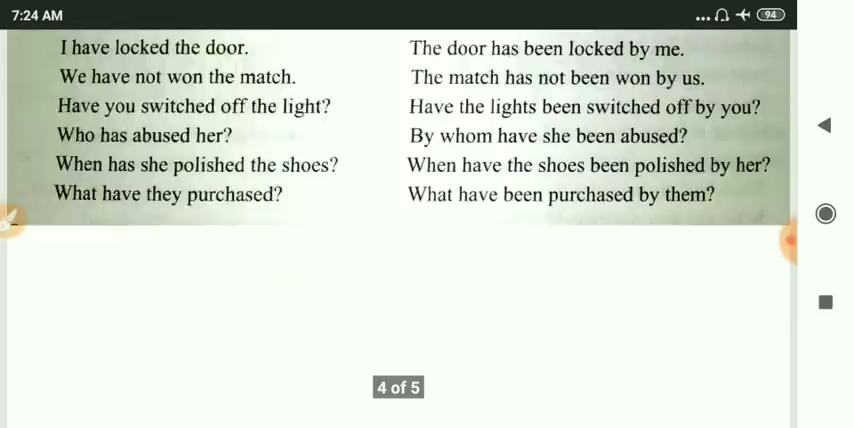 7:24 AM
94
I have locked the door. The door has been locked by me.
We have not won the match. The match has not been won by us.
Have you switched off the light? Have the lights been switched off by you?
Who has abused her? By whom have she been abused?
When has she polished the shoes? When have the shoes been polished by her?
What have they purchased? What have been purchased by them?
4 of 5